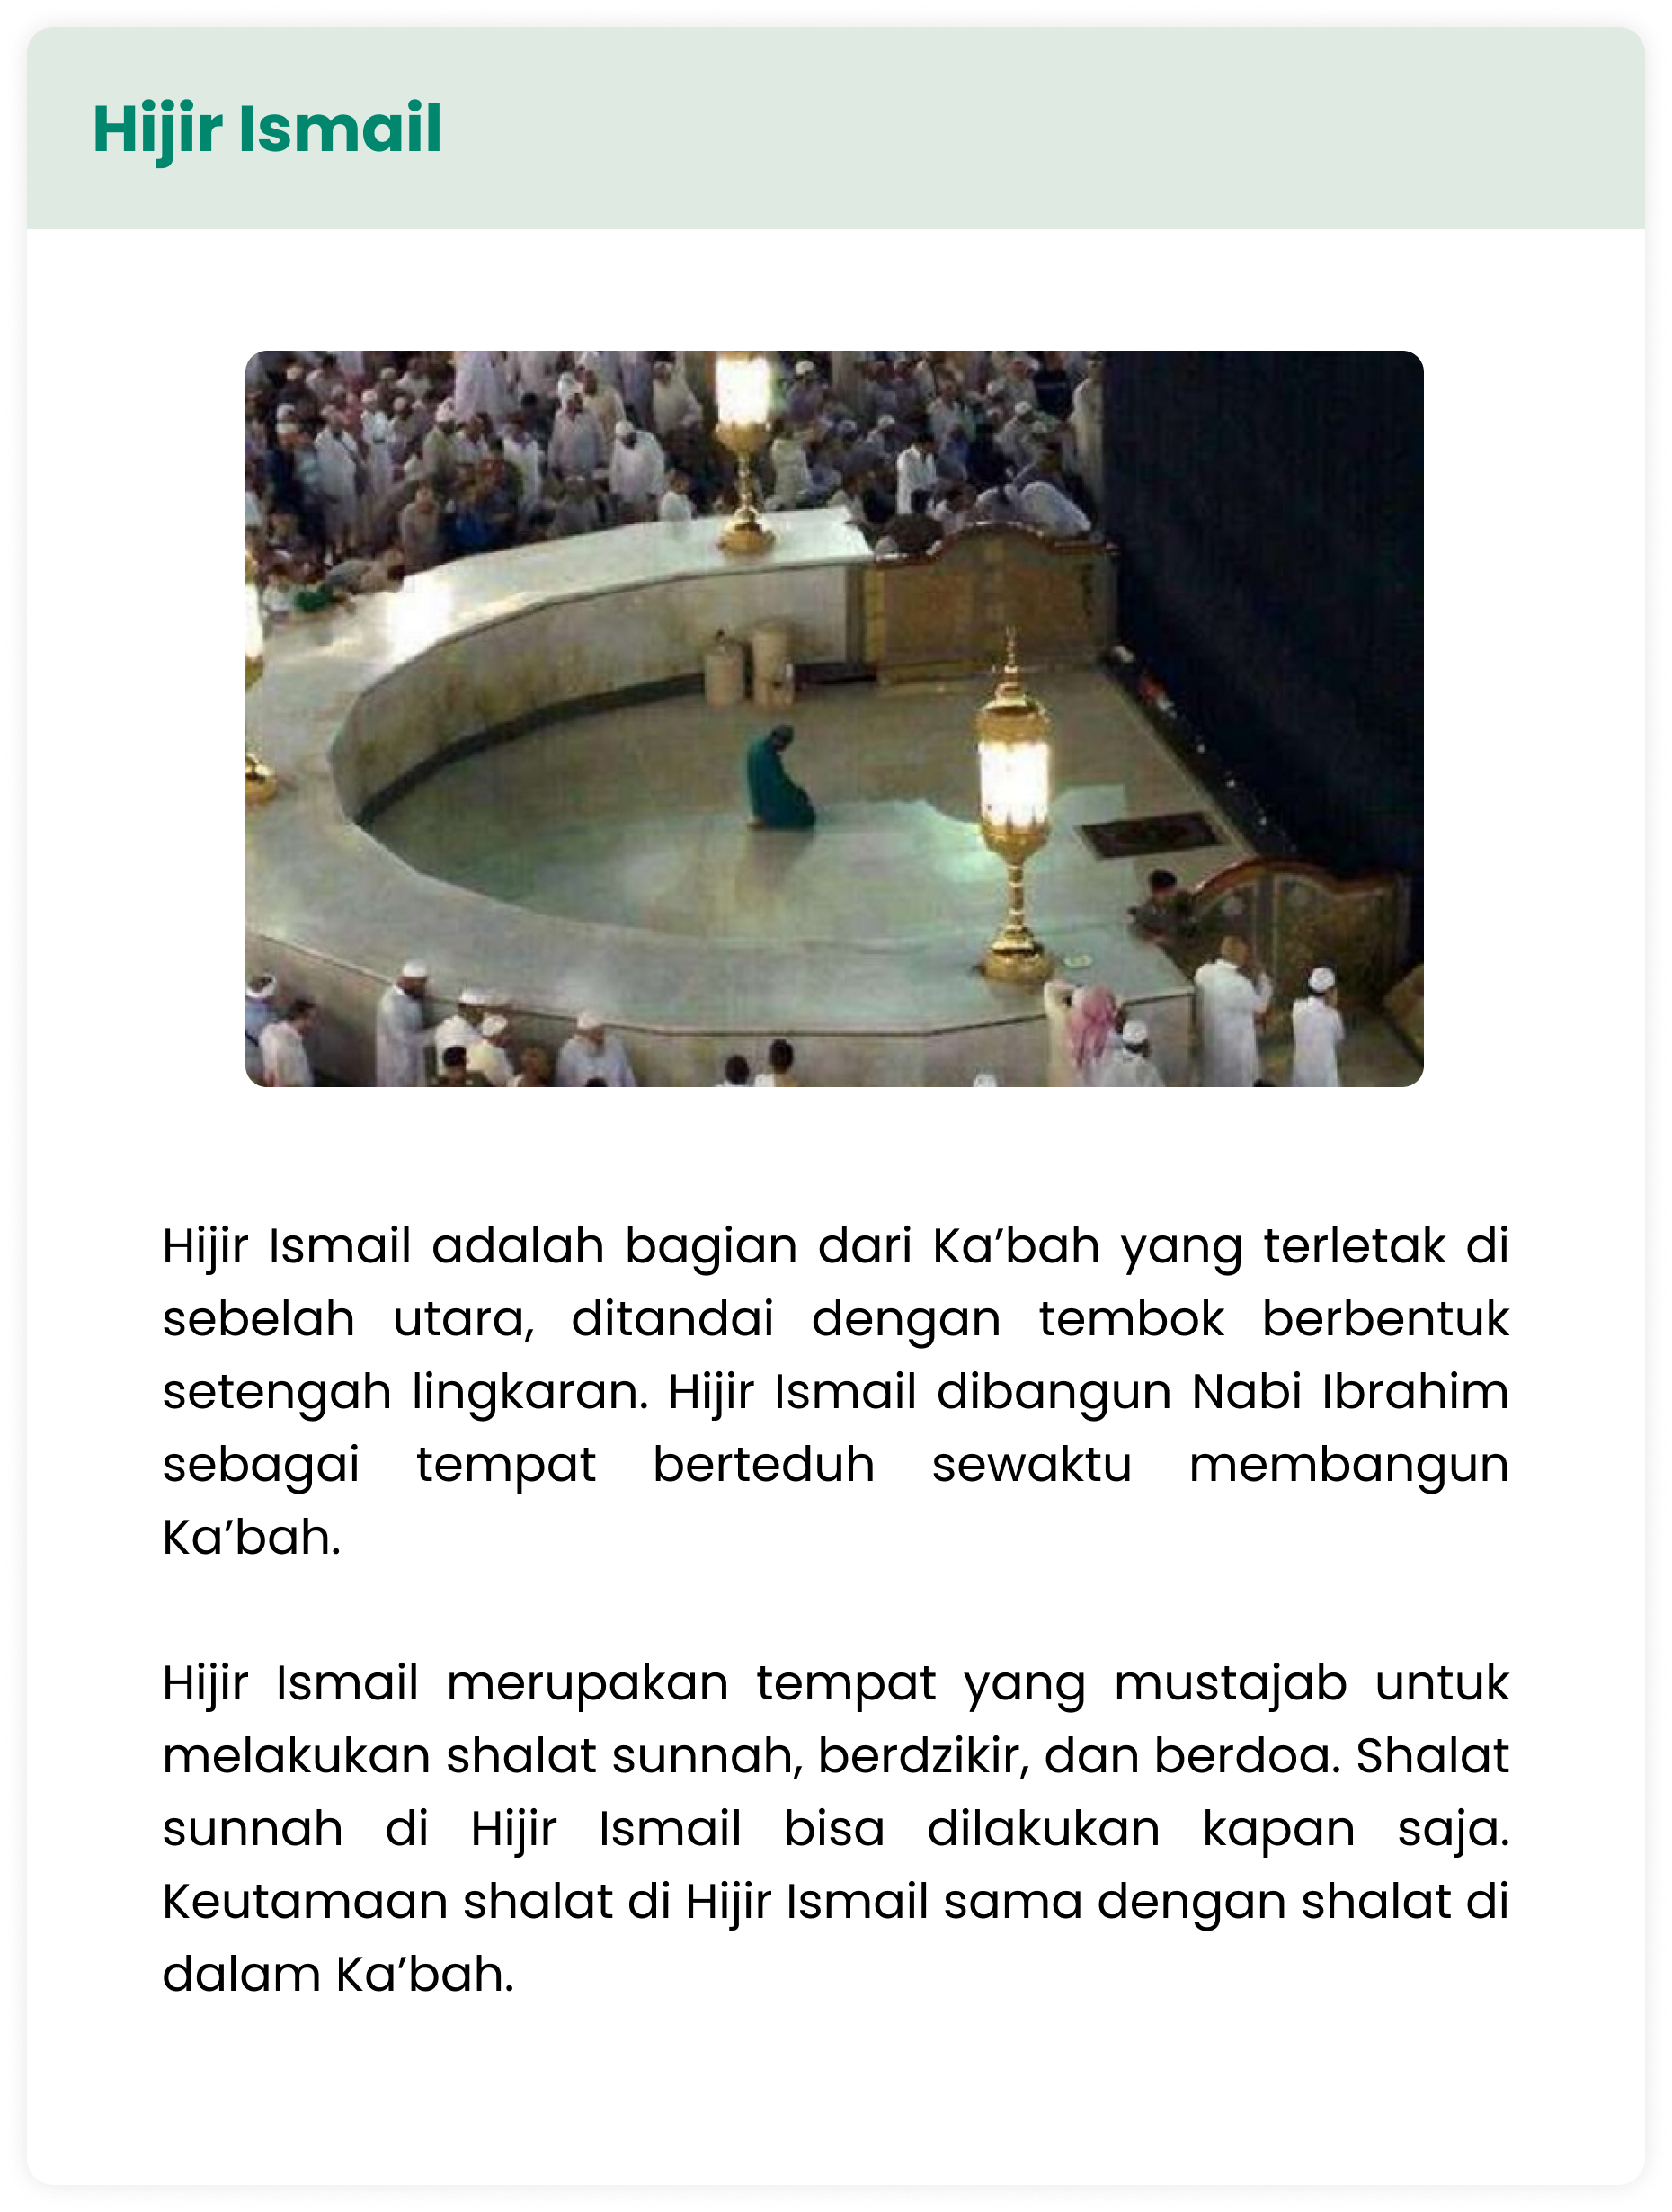 Hijir Ismail
Hijir Ismail adalah bagian dari Ka’bah yang terletak di
sebelah utara, ditandai dengan tembok berbentuk
setengah lingkaran. Hijir Ismail dibangun Nabi Ibrahim
sebagai tempat berteduh sewaktu membangun
Ka’bah.
Hijir Ismail merupakan tempat yang mustajab untuk
melakukan shalat sunnah, berdzikir, dan berdoa. Shalat
sunnah di Hijir Ismail bisa dilakukan kapan saja.
Keutamaan shalat di Hijir Ismail sama dengan shalat di
dalam Ka’bah.